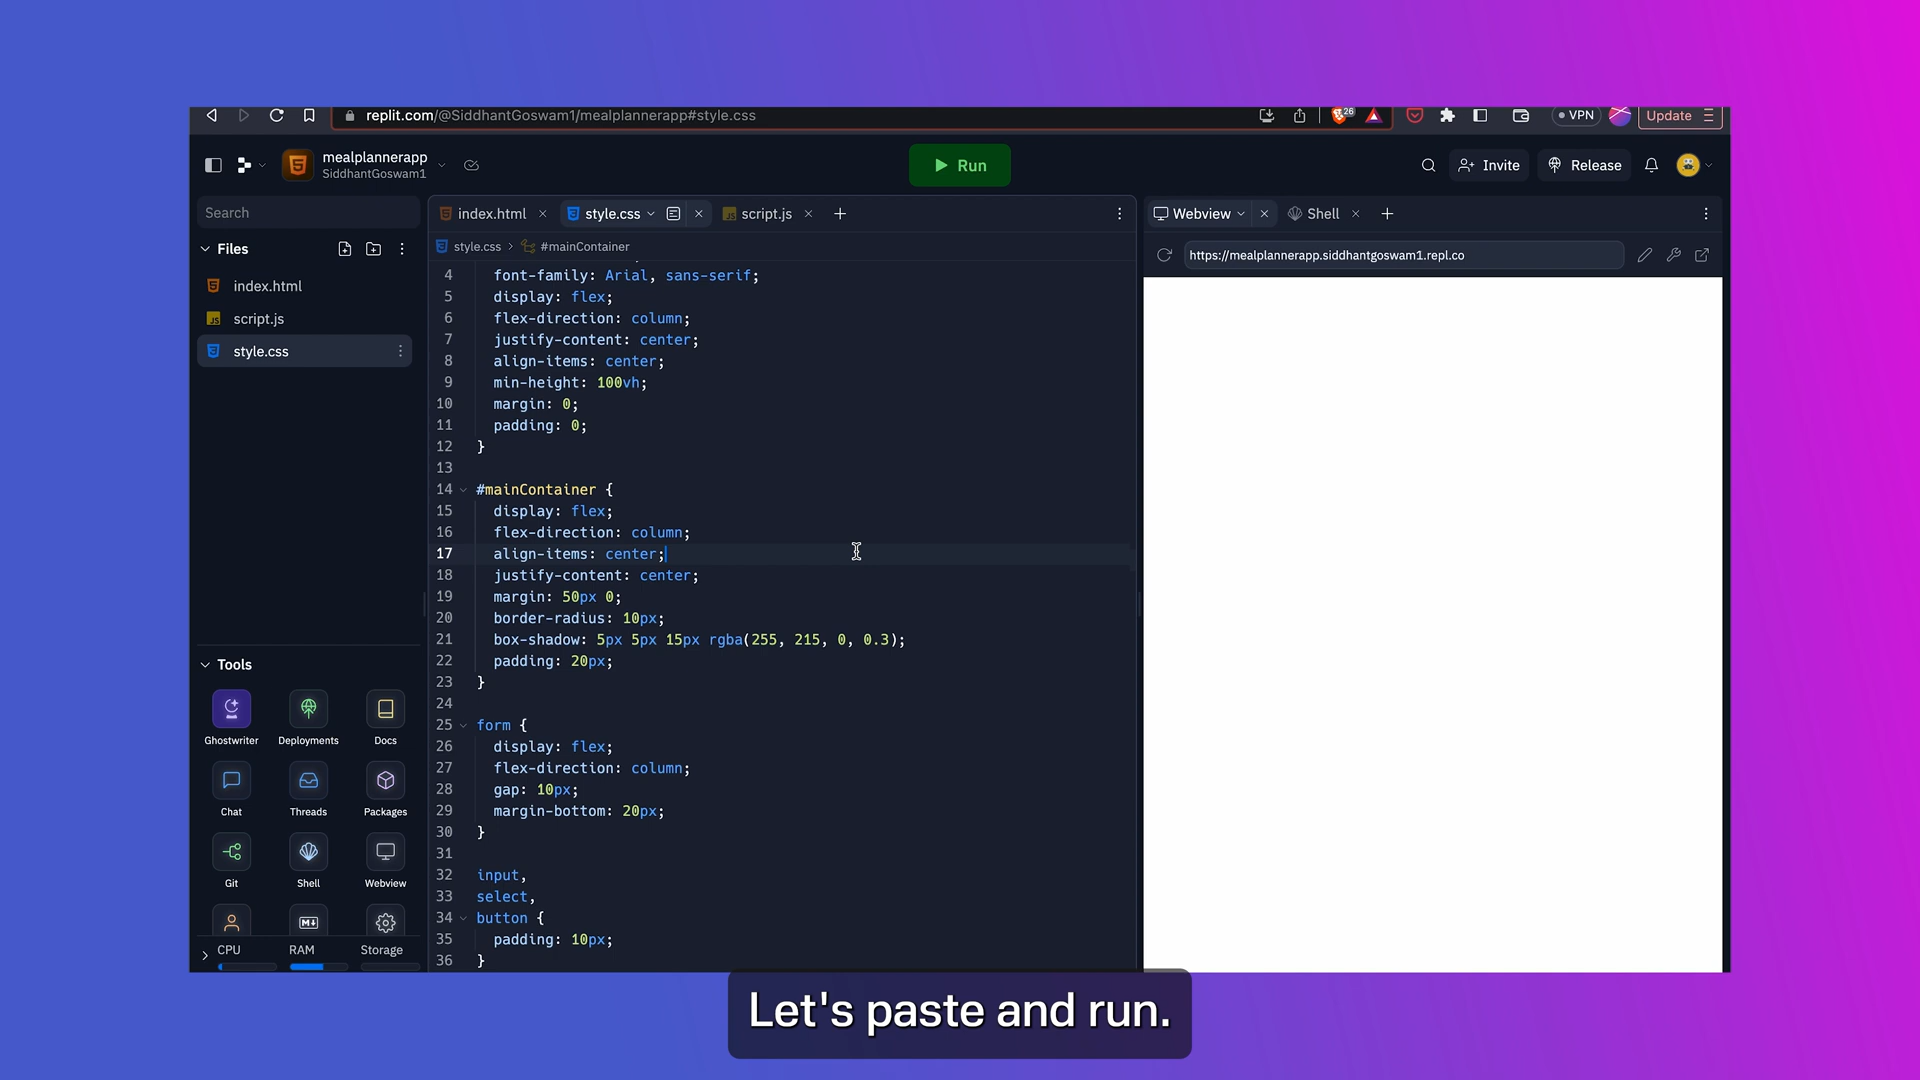 replit.com/@SiddhantGoswam1/mealplannerapp#style.css
26
VPN
Update
mealplannerapp
SiddhantGoswam1
Run
Invite
Release
Search
index.html
style.css
script.js
Webview
Shell
Files
style.css
#mainContainer
https://mealplannerapp.siddhantgoswam1.repl.co
index.html
script.js
style.css
4 font-family: Arial, sans-serif;
5 display: flex;
6 flex-direction: column;
7 justify-content: center;
8 align-items: center;
9 min-height: 100vh;
10 margin: 0;
11 padding: 0;
12 }
13
14 #mainContainer {
15 display: flex;
16 flex-direction: column;
17 align-items: center;
18 justify-content: center;
19 margin: 50px 0;
20 border-radius: 10px;
21 box-shadow: 5px 5px 15px rgba(255, 215, 0, 0.3);
22 padding: 20px;
23 }
24
25 form {
26 display: flex;
27 flex-direction: column;
28 gap: 10px;
29 margin-bottom: 20px;
30 }
31
32 input,
33 select,
34 button {
35 padding: 10px;
36 }
Tools
Ghostwriter
Deployments
Docs
Chat
Threads
Packages
Git
Shell
Webview
CPU
RAM
Storage
Let's paste and run.